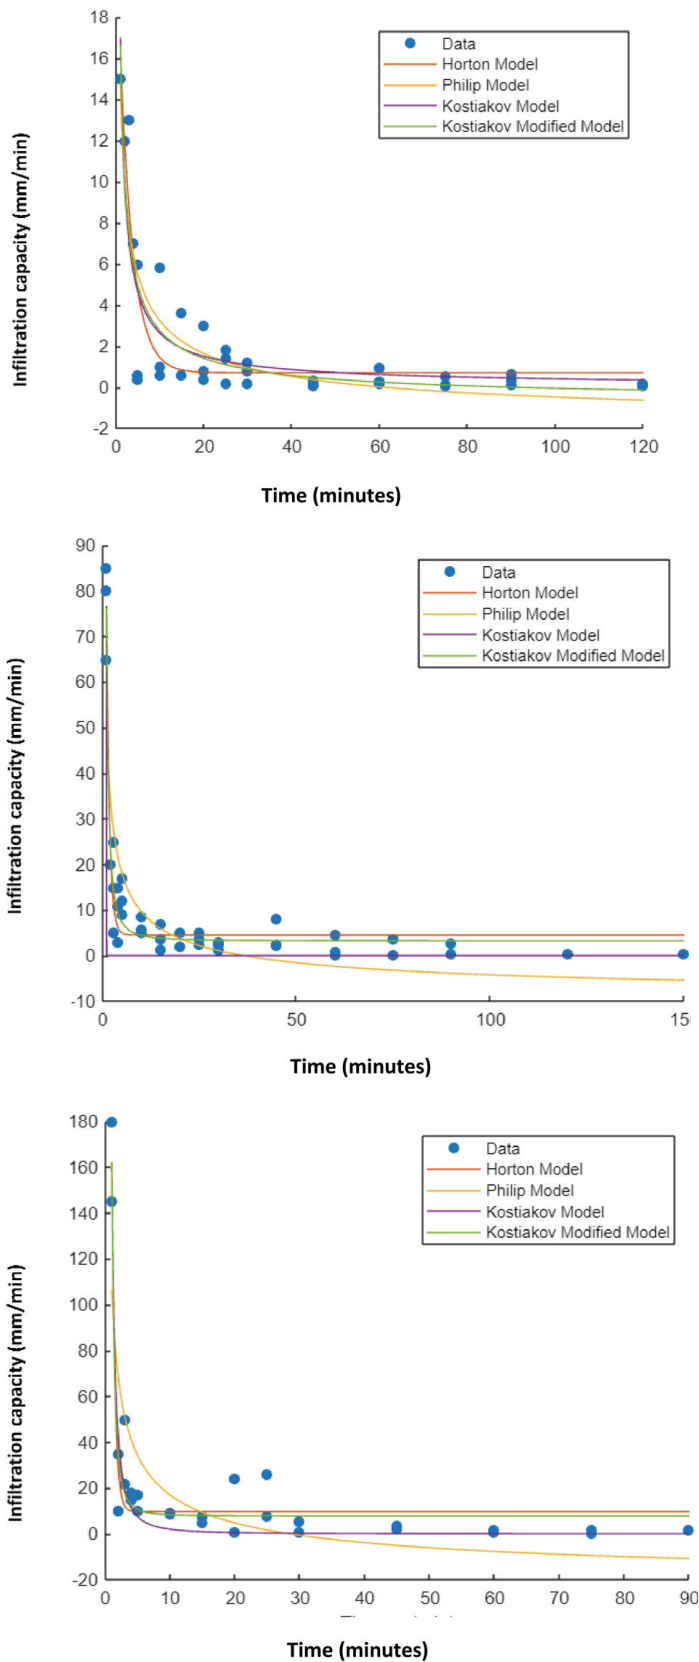 18
16
14
12
10
8
6
4
2
0
-2
Infiltration capacity (mm/min)
Data
Horton Model
Philip Model
Kostiakov Model
Kostiakov Modified Model
0 20 40 60 80 100 120
Time (minutes)
90
80
70
60
50
40
30
20
10
0
-10
Infiltration capacity (mm/min)
Data
Horton Model
Philip Model
Kostiakov Model
Kostiakov Modified Model
0 50 100 15
Time (minutes)
180
160
140
120
100
80
60
40
20
0
-20
Infiltration capacity (mm/min)
Data
Horton Model
Philip Model
Kostiakov Model
Kostiakov Modified Model
0 10 20 30 40 50 60 70 80 90
Time (minutes)